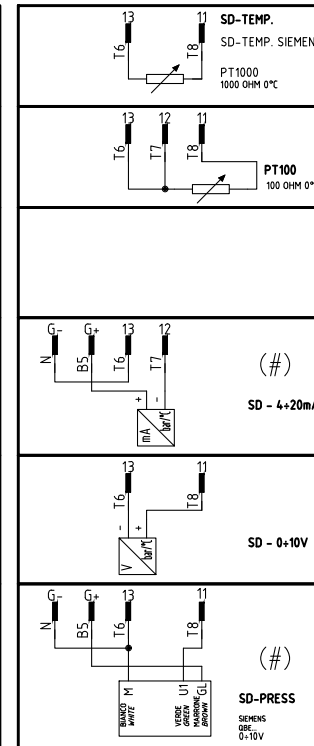 13 11 SD-TEMP.
T6 T8 SD-TEMP. SIEMEN
PT1000
1000 OHM 0°C
13 12 11
T6 T7 T8 PT100
100 OHM 0°
G- G+ 13 12
N B5 T6 T7 (#)
+ -
mA bar/°C
SD - 4÷20mA
13 11
T6 T8
- +
V bar/°C
SD - 0÷10V
G- G+ 13 11
N B5 T6 T8 (#)
M U1 GL
BIANCO
WHITE
VERDE
GREEN
MARRONE
BROWN
SD-PRESS
SIEMENS
QBE...
0÷10V